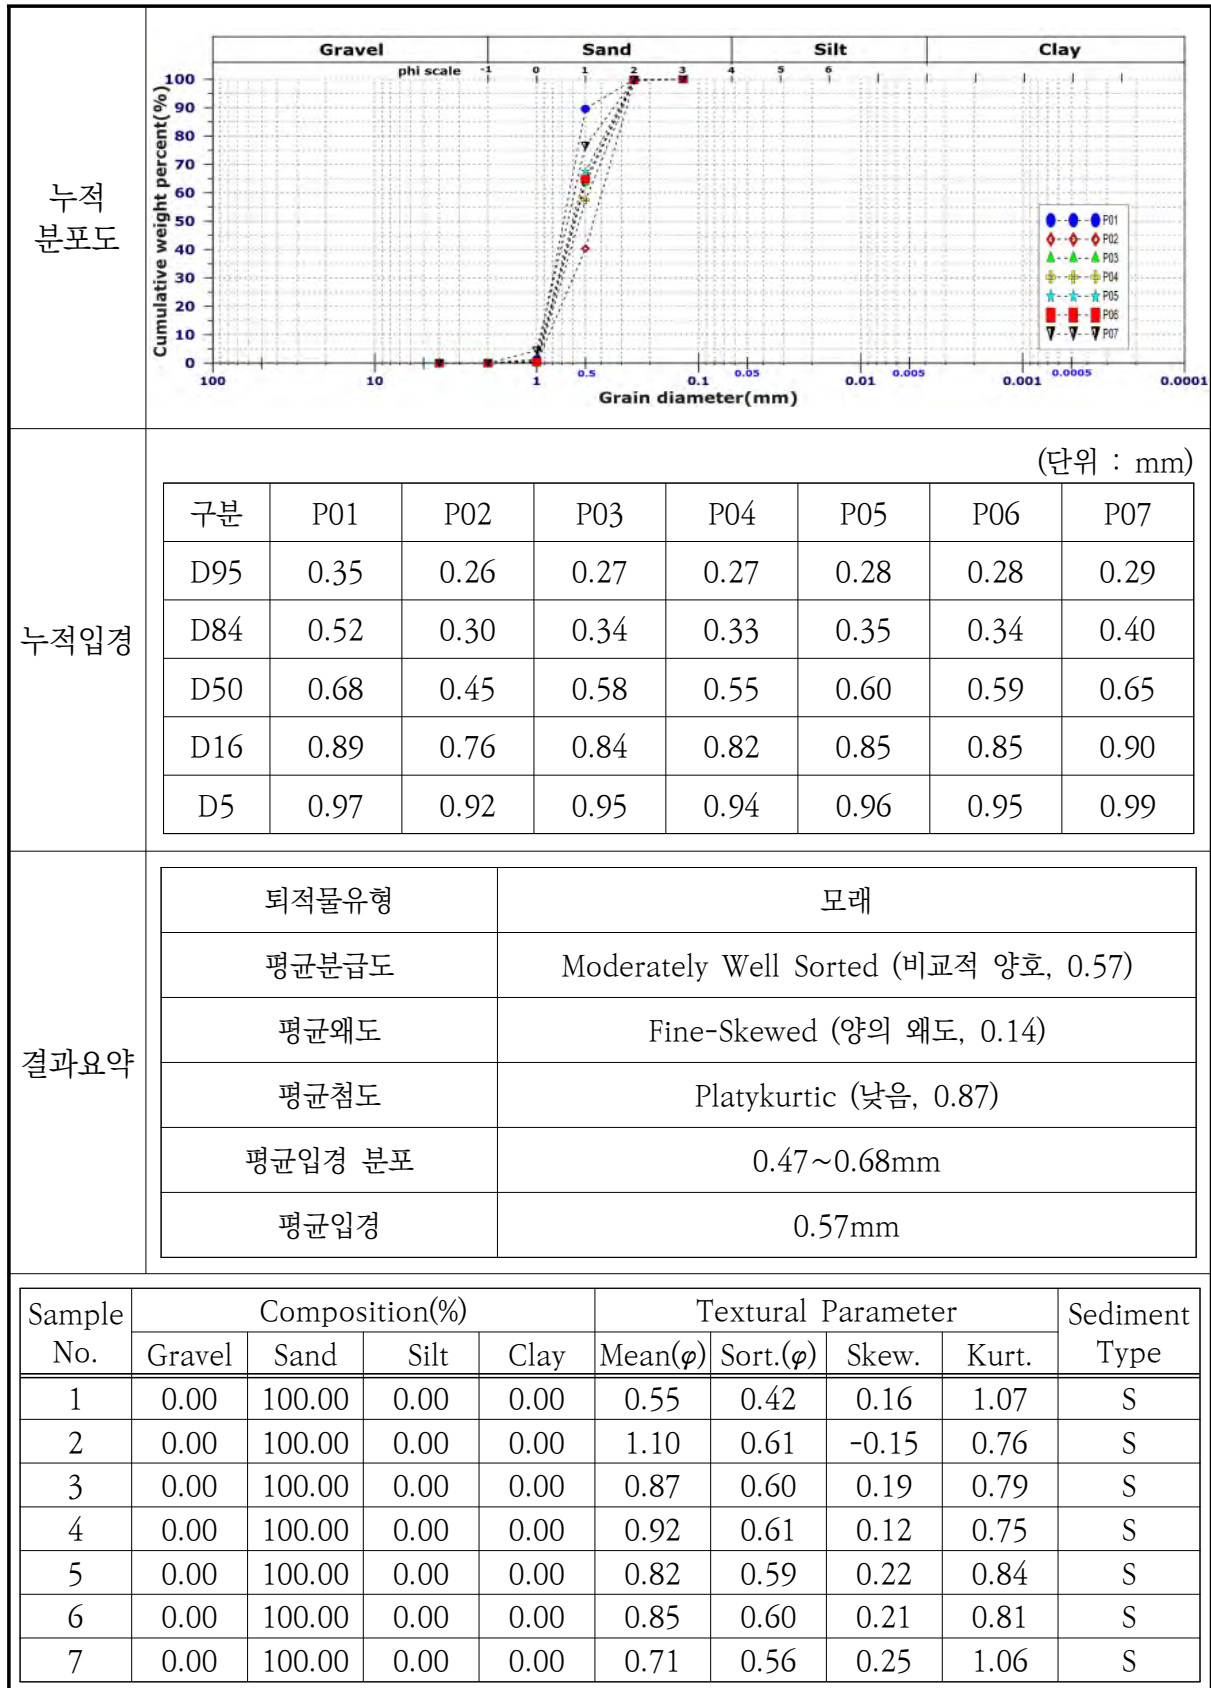 누적
분포도
Gravel Sand Silt Clay
phi scale -1 0 1 2 3 4 5 6
Cumulative weight percent(%)
100
90
80
70
60
50
40
30
20
10
0
P01
P02
P03
P04
P05
P06
P07
100 10 1 0.5 0.1 0.05 0.01 0.005 0.001 0.0005 0.0001
Grain diameter(mm)
누적입경
(단위 : mm)
구분 P01 P02 P03 P04 P05 P06 P07
D95 0.35 0.26 0.27 0.27 0.28 0.28 0.29
D84 0.52 0.30 0.34 0.33 0.35 0.34 0.40
D50 0.68 0.45 0.58 0.55 0.60 0.59 0.65
D16 0.89 0.76 0.84 0.82 0.85 0.85 0.90
D5 0.97 0.92 0.95 0.94 0.96 0.95 0.99
결과요약
퇴적물유형 모래
평균분급도 Moderately Well Sorted (비교적 양호, 0.57)
평균왜도 Fine-Skewed (양의 왜도, 0.14)
평균첨도 Platykurtic (낮음, 0.87)
평균입경 분포 0.47~0.68mm
평균입경 0.57mm
Sample No. Composition(%) Textural Parameter Sediment Type
Gravel Sand Silt Clay Mean(φ) Sort.(φ) Skew. Kurt.
1 0.00 100.00 0.00 0.00 0.55 0.42 0.16 1.07 S
2 0.00 100.00 0.00 0.00 1.10 0.61 -0.15 0.76 S
3 0.00 100.00 0.00 0.00 0.87 0.60 0.19 0.79 S
4 0.00 100.00 0.00 0.00 0.92 0.61 0.12 0.75 S
5 0.00 100.00 0.00 0.00 0.82 0.59 0.22 0.84 S
6 0.00 100.00 0.00 0.00 0.85 0.60 0.21 0.81 S
7 0.00 100.00 0.00 0.00 0.71 0.56 0.25 1.06 S